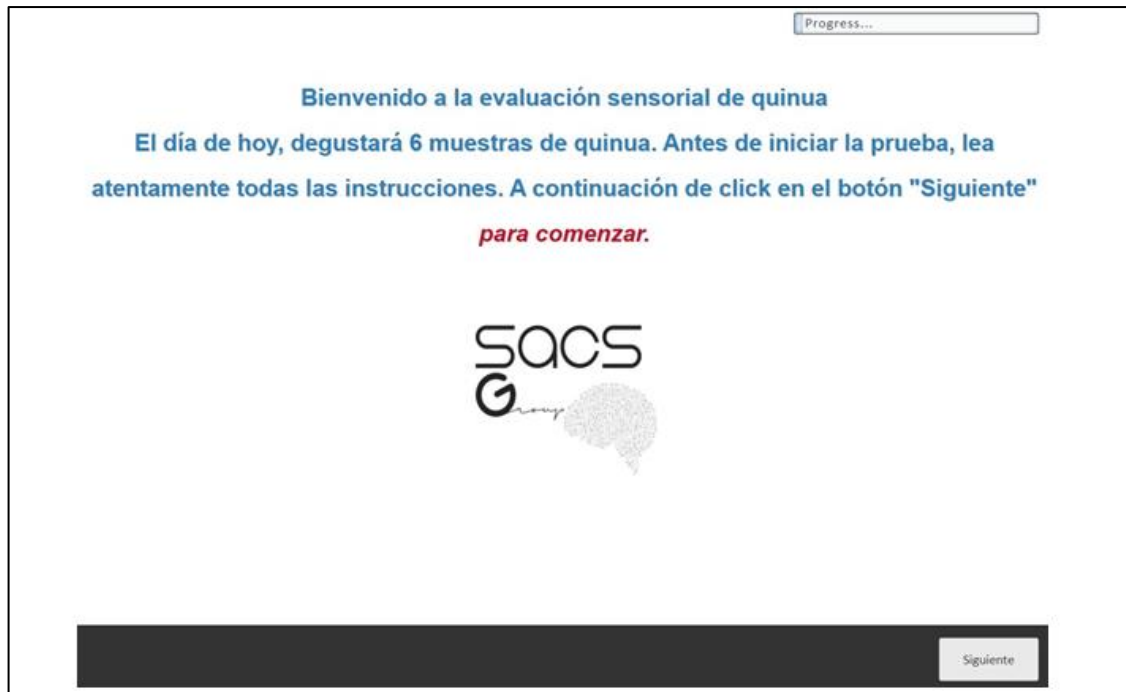 Progress...
Bienvenido a la evaluación sensorial de quinua
El día de hoy, degustará 6 muestras de quinua. Antes de iniciar la prueba, lea
atentamente todas las instrucciones. A continuación de click en el botón "Siguiente"
para comenzar.
sacs
Group
Siguiente